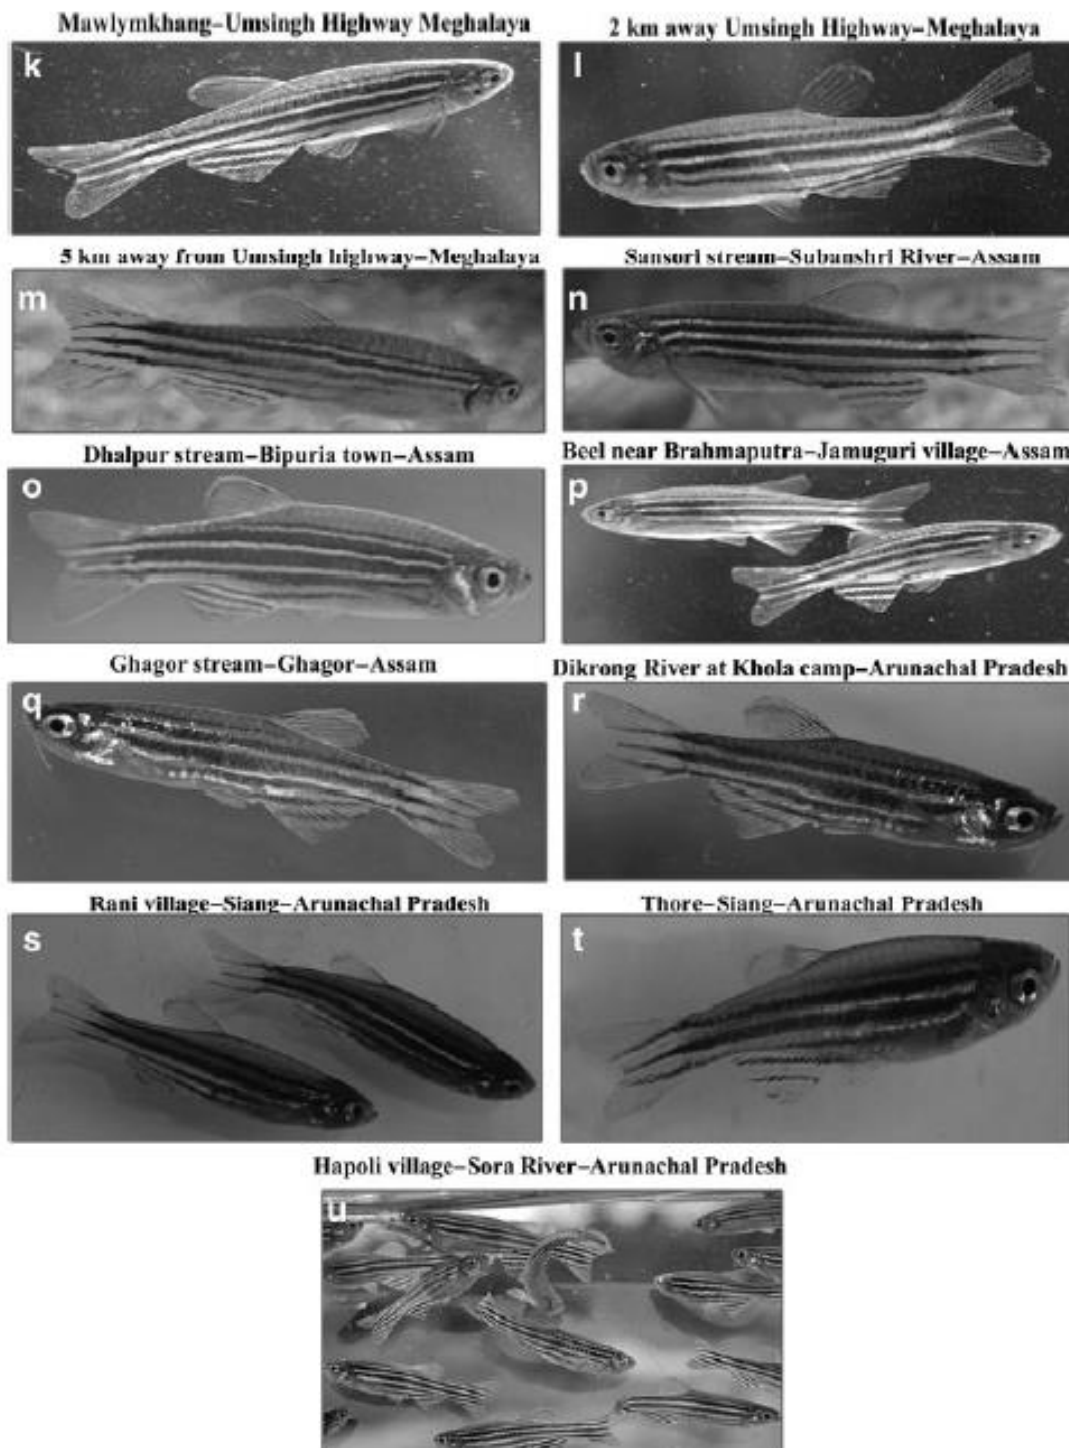 Mawlymkhang–Umsingh Highway Meghalaya
2 km away Umsingh Highway–Meghalaya
k
l
5 km away from Umsingh highway–Meghalaya
Sansori stream–Subanshri River–Assam
m
n
Dhalpur stream–Bipuria town–Assam
Beel near Brahmaputra–Jamuguri village–Assam
o
p
Ghagor stream–Ghagor–Assam
Dikrong River at Khola camp–Arunachal Pradesh
q
r
Rani village–Siang–Arunachal Pradesh
Thore–Siang–Arunachal Pradesh
s
t
Hapoli village–Sora River–Arunachal Pradesh
u